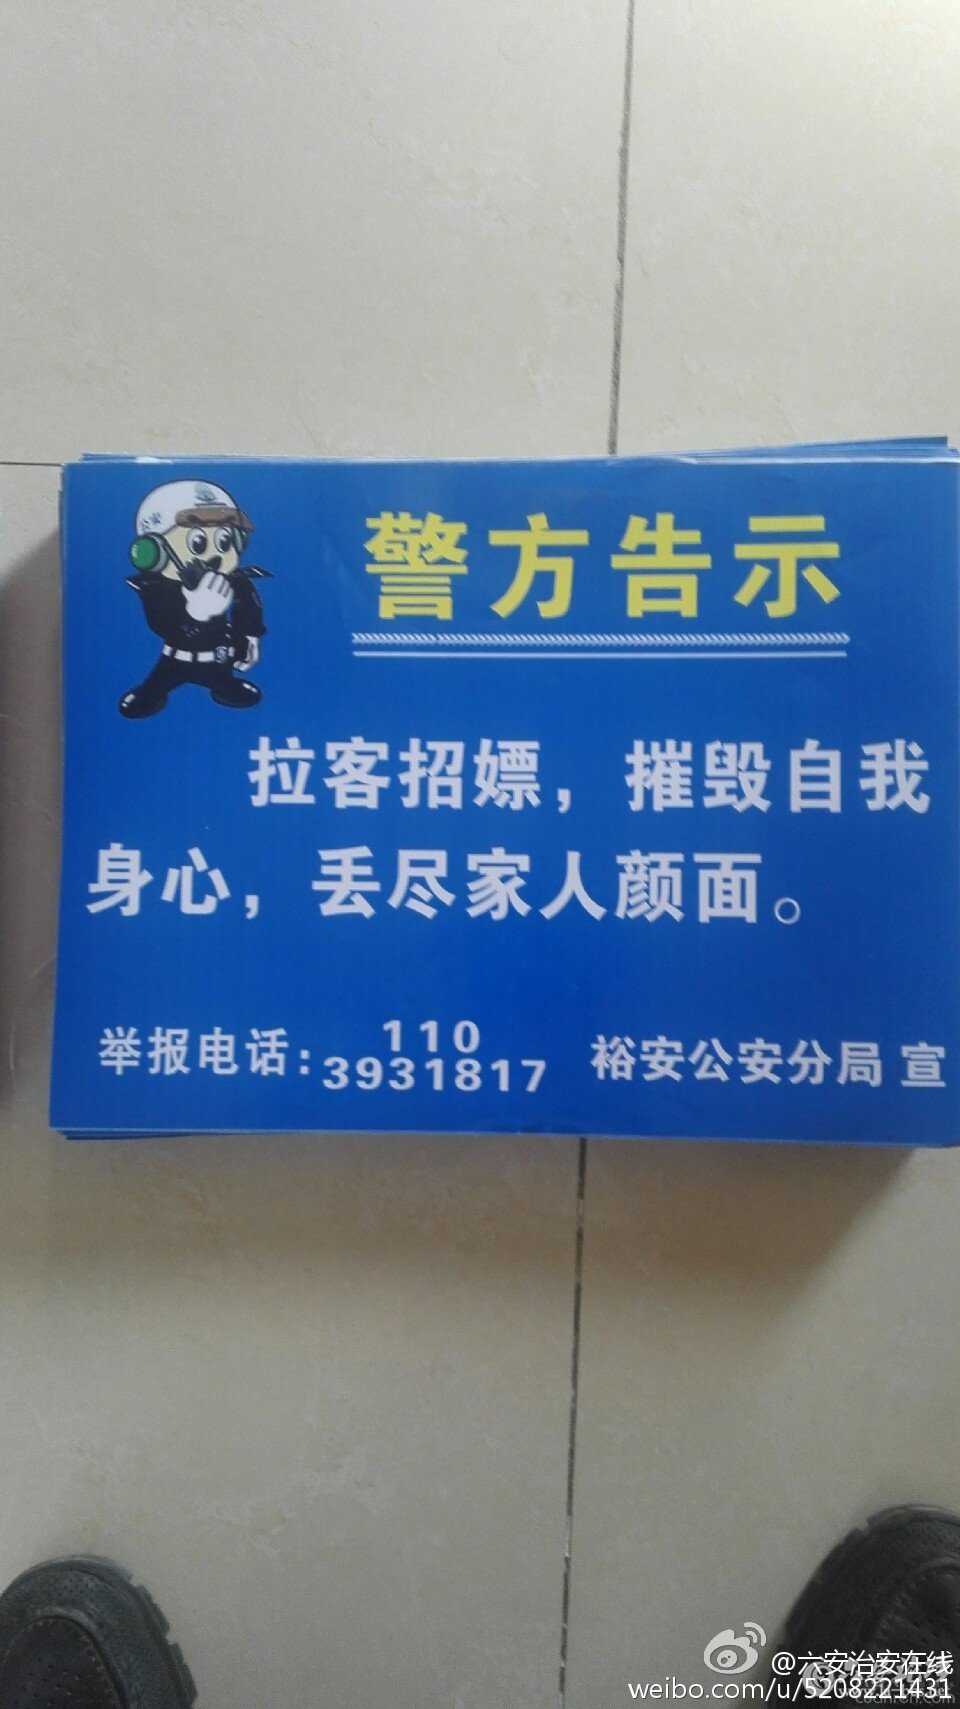 警方告示
拉客招嫖，摧毁自我
身心，丢尽家人颜面。
举报电话：110
3931817
裕安公安分局 宣
@六安治安在线
weibo.com/u/5208221431